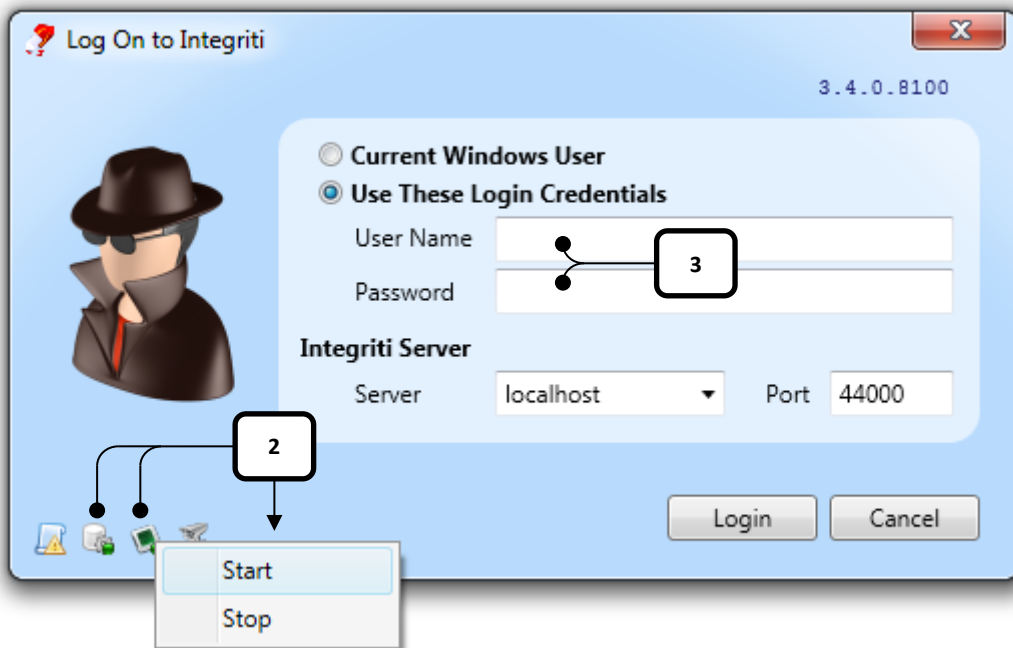 Log On to Integriti
3.4.0.8100
Current Windows User
Use These Login Credentials
User Name
3
Password
Integriti Server
Server localhost Port 44000
2
Login Cancel
Start
Stop